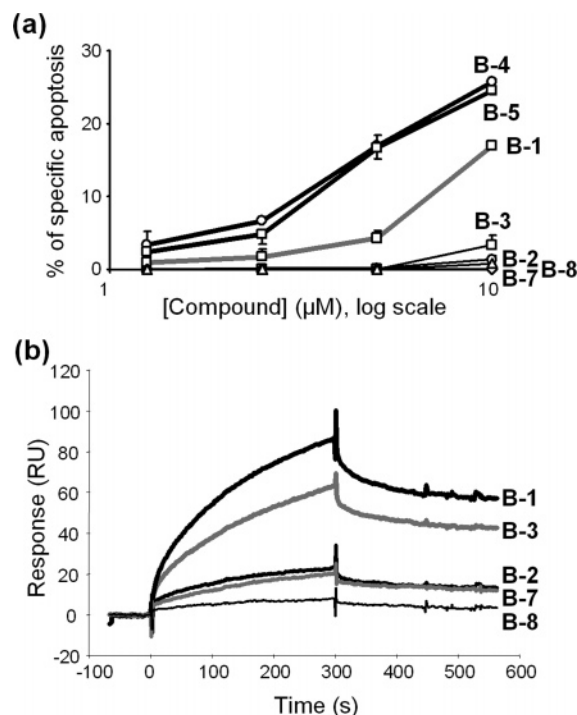 (a)
30
20
10
0
% of specific apoptosis
B-4
B-5
B-1
B-3
B-2
B-7 B-8
1
10
[Compound] (μM), log scale
(b)
120
100
80
60
40
20
0
-20
Response (RU)
B-1
B-3
B-2
B-7
B-8
-100 0 100 200 300 400 500 600
Time (s)